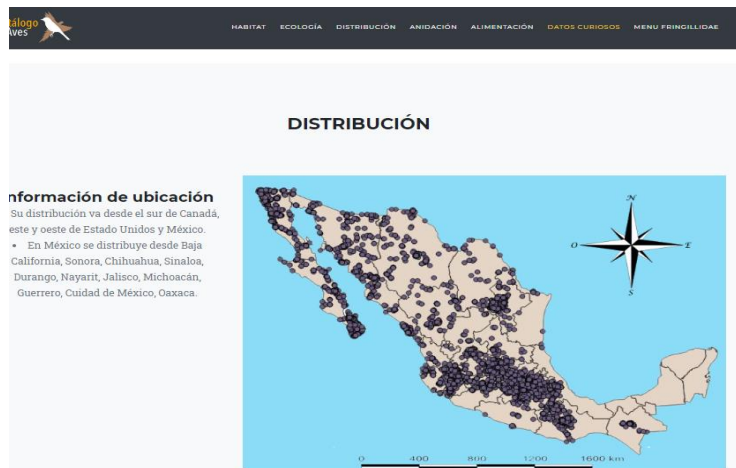 tálogo
Aves
HABITAT ECOLOGÍA DISTRIBUCIÓN ANIDACIÓN ALIMENTACIÓN DATOS CURIOSOS MENU FRINGILLIDAE
DISTRIBUCIÓN
nformación de ubicación
Su distribución va desde el sur de Canadá,
este y oeste de Estado Unidos y México.
• En México se distribuye desde Baja
California, Sonora, Chihuahua, Sinaloa,
Durango, Nayarit, Jalisco, Michoacán,
Guerrero, Cuidad de México, Oaxaca.
N
O E
S
0 400 800 1200 1600 km